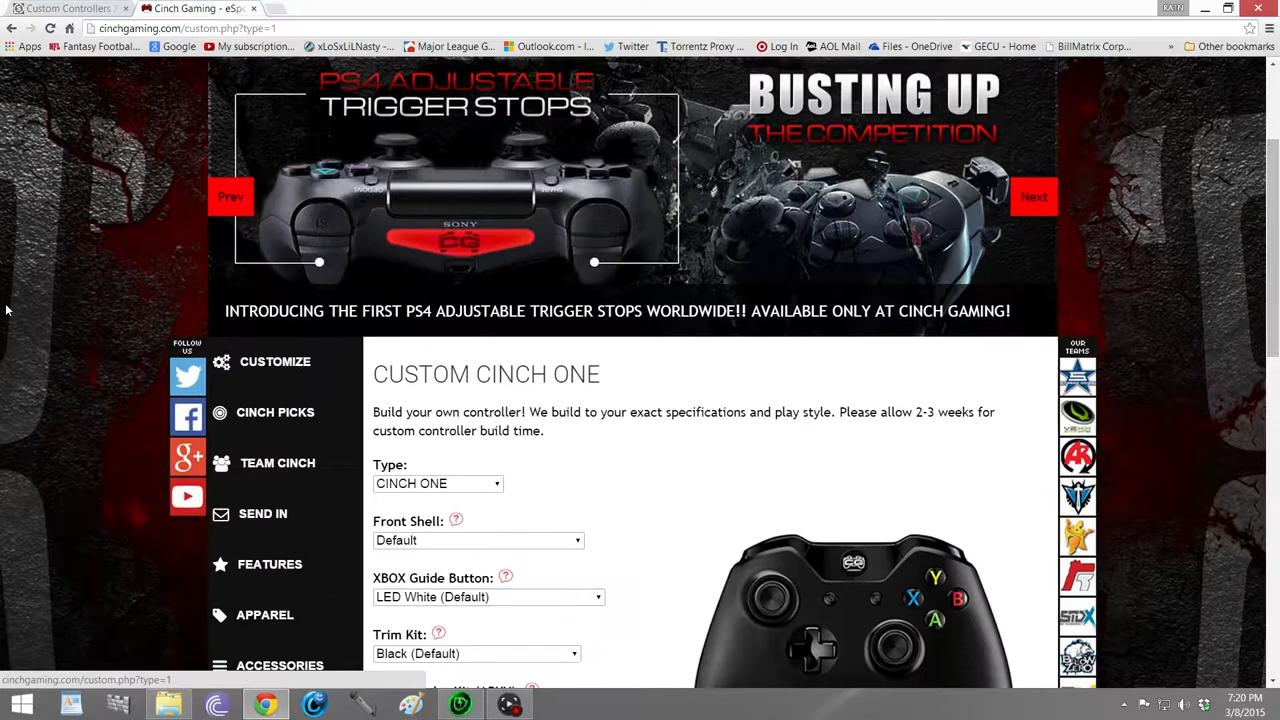 Custom Controllers X
Cinch Gaming - eSpo
RAIN
cinchgaming.com/custom.php?type=1
Apps
Fantasy Footbal...
Google
My subscription...
xLoSxLiLNasty -...
Major League G...
Outlook.com - I...
Twitter
Torrentz Proxy ...
Log In
AOL Mail
Files - OneDrive
GECU - Home
BillMatrix Corp...
»
Other bookmarks
PS4 ADJUSTABLE
TRIGGER STOPS
BUSTING UP
THE COMPETITION
OPTIONS
SHARE
Prev
Next
SONY
CG
INTRODUCING THE FIRST PS4 ADJUSTABLE TRIGGER STOPS WORLDWIDE!! AVAILABLE ONLY AT CINCH GAMING!
FOLLOW
US
OUR
TEAMS
CUSTOMIZE
CINCH PICKS
TEAM CINCH
SEND IN
FEATURES
APPAREL
ACCESSORIES
CUSTOM CINCH ONE
Build your own controller! We build to your exact specifications and play style. Please allow 2-3 weeks for
custom controller build time.
Type:
CINCH ONE
Front Shell:
Default
XBOX Guide Button:
LED White (Default)
Trim Kit:
Black (Default)
CG
Y
X
B
A
cinchgaming.com/custom.php?type=1
7:20 PM
3/8/2015